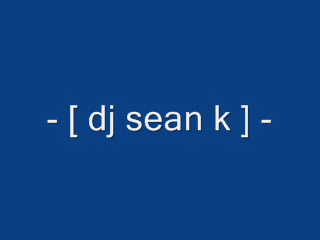 - [ dj sean k ] -